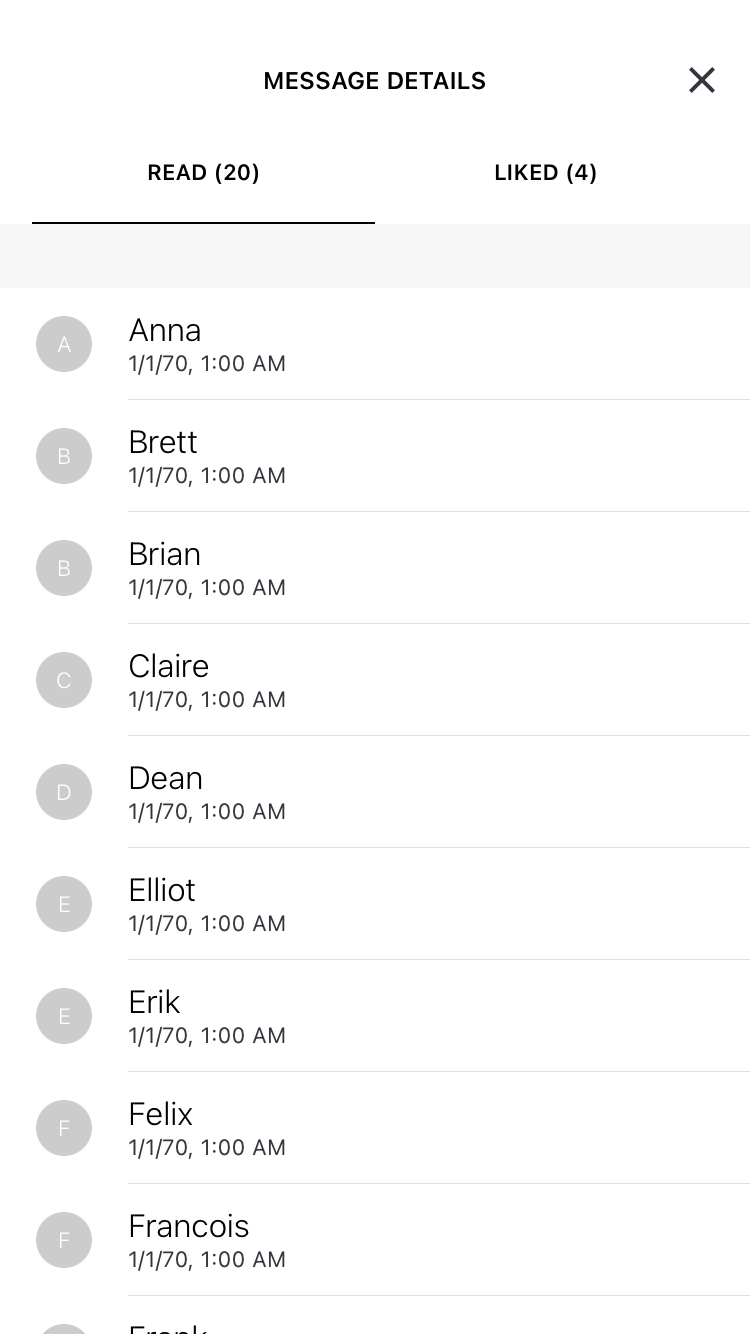 MESSAGE DETAILS
READ (20)
LIKED (4)
A
Anna
1/1/70, 1:00 AM
B
Brett
1/1/70, 1:00 AM
B
Brian
1/1/70, 1:00 AM
C
Claire
1/1/70, 1:00 AM
D
Dean
1/1/70, 1:00 AM
E
Elliot
1/1/70, 1:00 AM
E
Erik
1/1/70, 1:00 AM
F
Felix
1/1/70, 1:00 AM
F
Francois
1/1/70, 1:00 AM
Frank